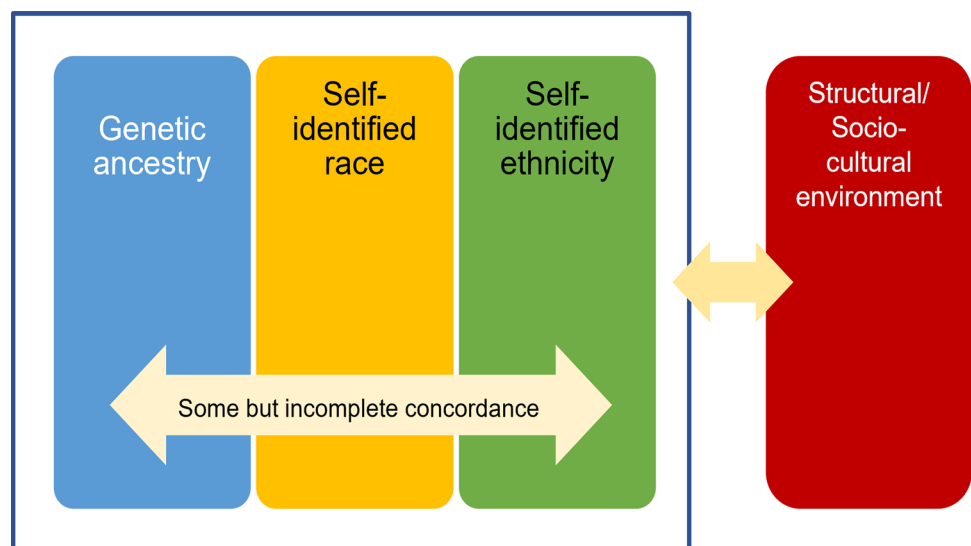 Genetic
ancestry
Self-
identified
race
Self-
identified
ethnicity
Structural/
Socio-
cultural
environment
Some but incomplete concordance